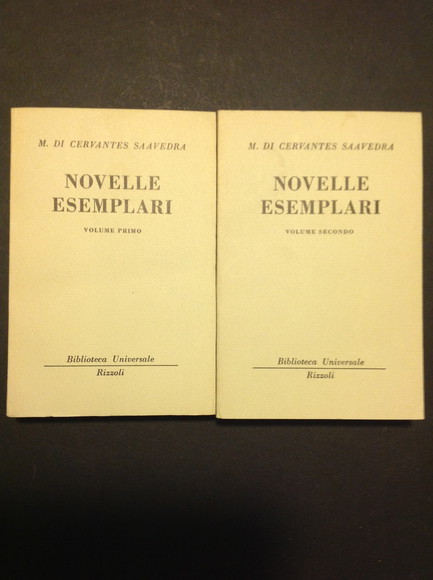 M. DI CERVANTES SAAVEDRA
NOVELLE
ESEMPLARI
VOLUME PRIMO
Biblioteca Universale
Rizzoli
M. DI CERVANTES SAAVEDRA
NOVELLE
ESEMPLARI
VOLUME SECONDO
Biblioteca Universale
Rizzoli